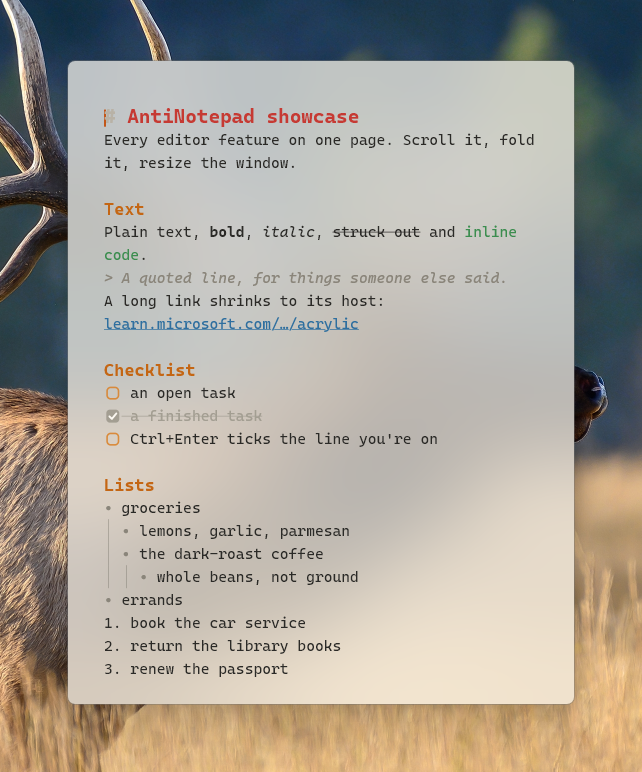 # AntiNotepad showcase
Every editor feature on one page. Scroll it, fold
it, resize the window.
Text
Plain text, bold, italic, struck out and inline
code.
> A quoted line, for things someone else said.
A long link shrinks to its host:
learn.microsoft.com/…/acrylic
Checklist
an open task
a finished task
Ctrl+Enter ticks the line you're on
Lists
• groceries
• lemons, garlic, parmesan
• the dark-roast coffee
• whole beans, not ground
• errands
1. book the car service
2. return the library books
3. renew the passport